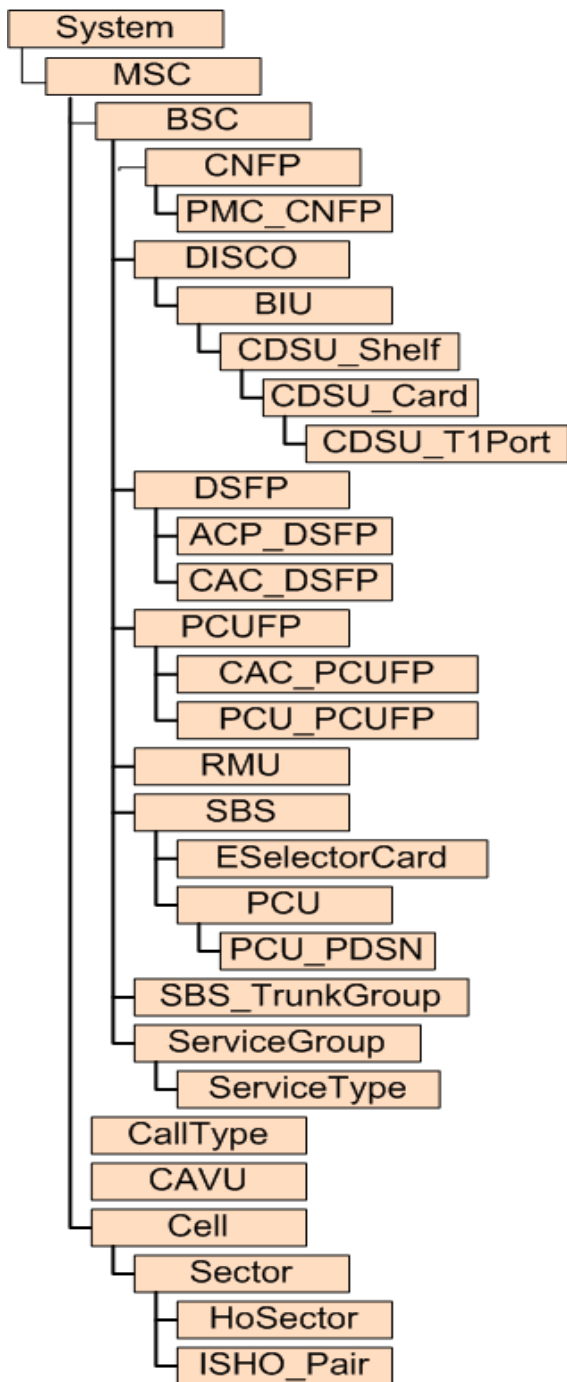 System
MSC
BSC
CNFP
PMC_CNFP
DISCO
BIU
CDSU_Shelf
CDSU_Card
CDSU_T1Port
DSFP
ACP_DSFP
CAC_DSFP
PCUFP
CAC_PCUFP
PCU_PCUFP
RMU
SBS
ESelectorCard
PCU
PCU_PDSN
SBS_TrunkGroup
ServiceGroup
ServiceType
CallType
CAVU
Cell
Sector
HoSector
ISHO_Pair